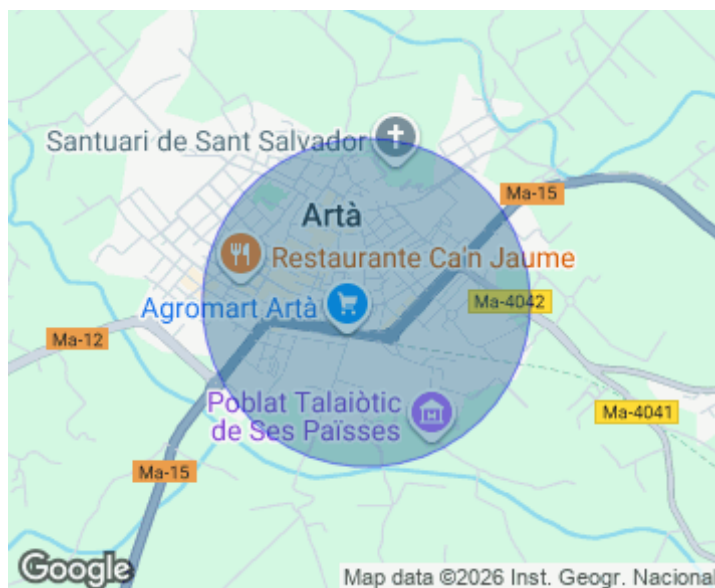 Santuari de Sant Salvador
Ma-15
Artà
Restaurante Ca'n Jaume
Agromart Artà
Ma-4042
Ma-12
Poblat Talaiòtic
de Ses Païsses
Ma-4041
Ma-15
Google
Map data ©2026 Inst. Geogr. Nacional